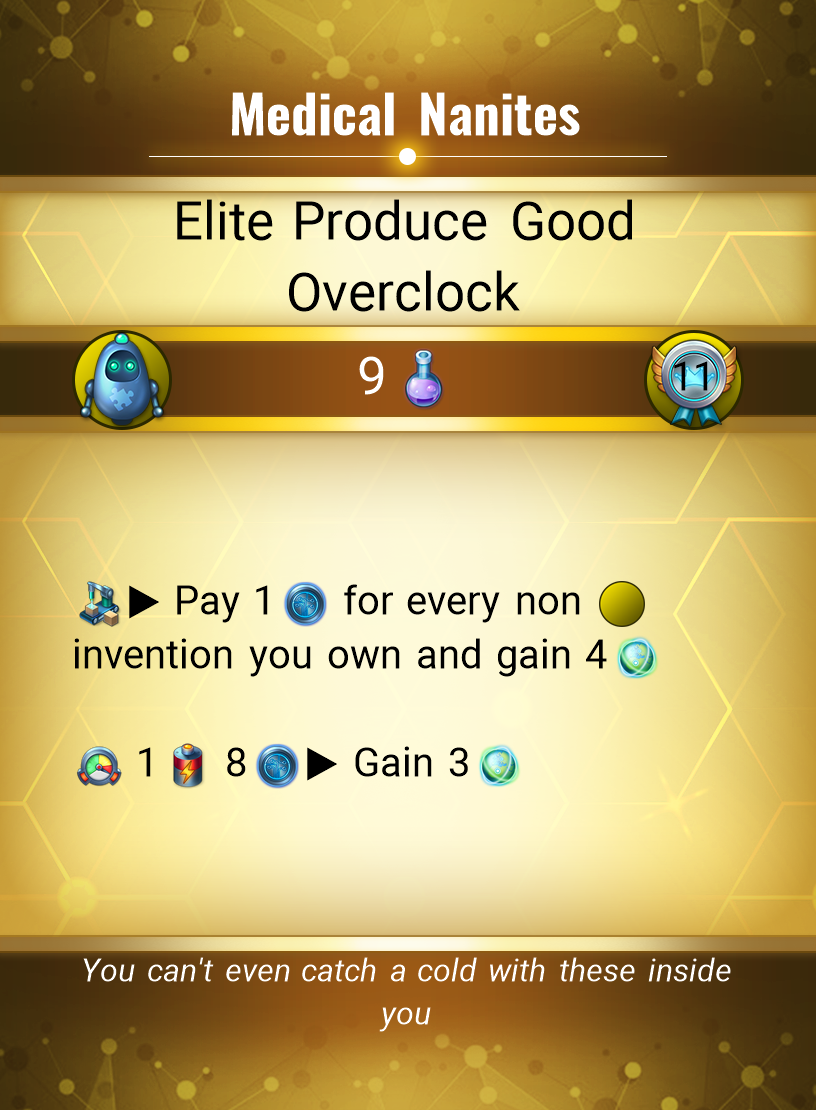 Medical Nanites
Elite Produce Good
Overclock
9
11
▶ Pay 1 for every non
invention you own and gain 4
1 8 ▶ Gain 3
You can't even catch a cold with these inside
you